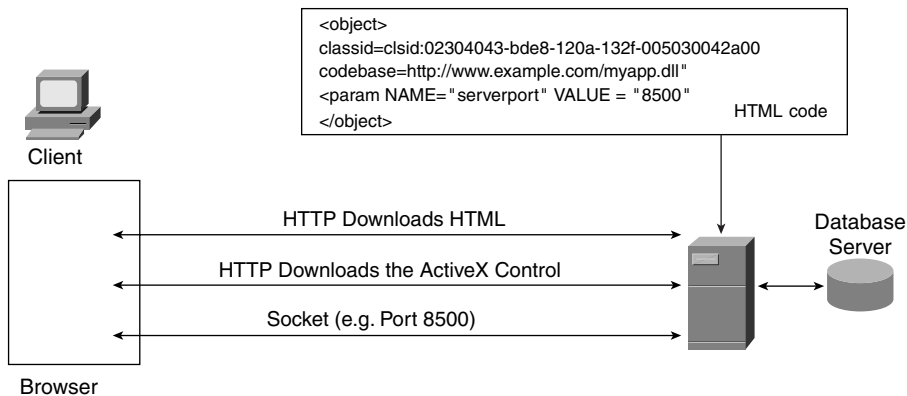 <object>
classid=clsid:02304043-bde8-120a-132f-005030042a00
codebase=http://www.example.com/myapp.dll"
<param NAME="serverport" VALUE = "8500"
</object>
HTML code
Client
HTTP Downloads HTML
HTTP Downloads the ActiveX Control
Socket (e.g. Port 8500)
Database
Server
Browser